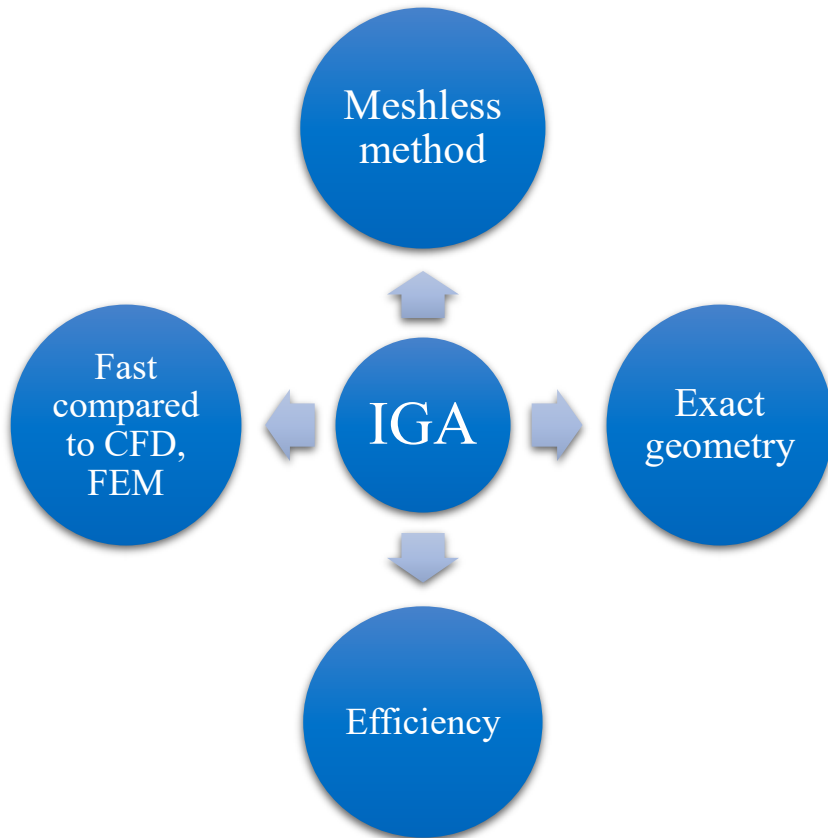 Meshless
method
Fast
compared
to CFD,
FEM
IGA
Exact
geometry
Efficiency